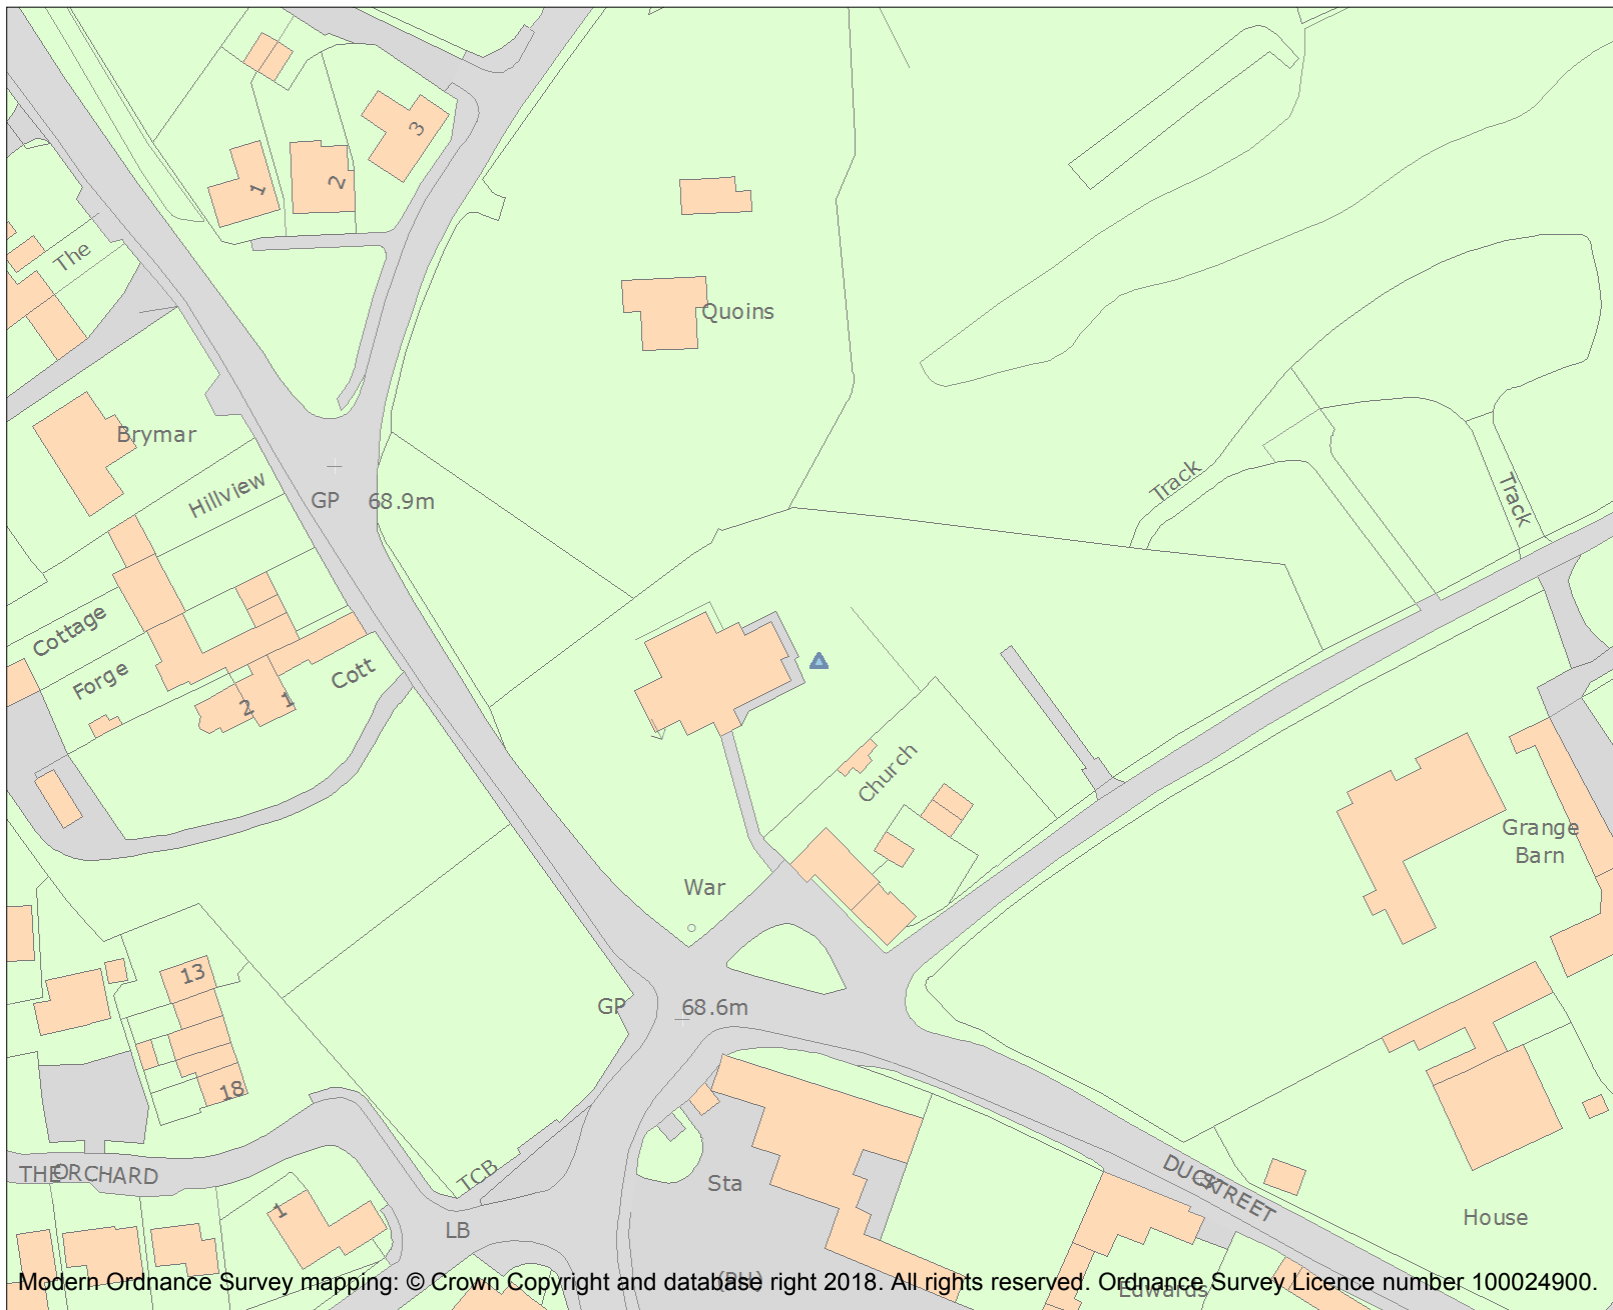 3
1
2
The
Quoins
Brymar
Track
Hillview
Track
GP
68.9m
Cottage
Forge
Cott
2
1
Church
Grange
Barn
War
13
GP
68.6m
18
THE ORCHARD
TCB
Sta
DUCK STREET
1
LB
House
(PH)
Edwards
Modern Ordnance Survey mapping: © Crown Copyright and database right 2018. All rights reserved. Ordnance Survey Licence number 100024900.